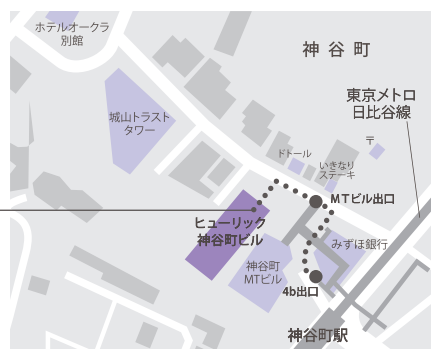 ホテルオークラ
別館
神谷町
東京メトロ
日比谷線
城山トラスト
タワー
〒
ドトール
いきなり
ステーキ
MTビル出口
ヒューリック
神谷町ビル
みずほ銀行
神谷町
MTビル
4b出口
神谷町駅